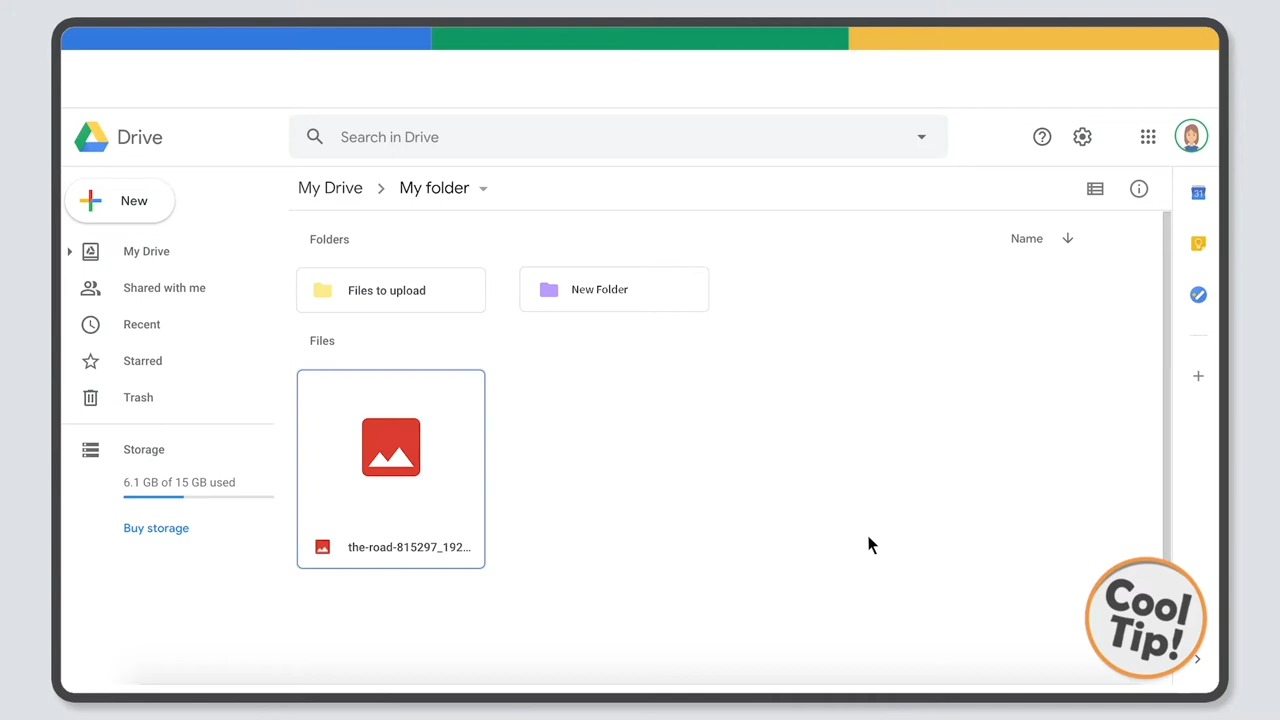 Drive
Search in Drive
New
My Drive
Shared with me
Recent
Starred
Trash
Storage
6.1 GB of 15 GB used
Buy storage
My Drive
My folder
Folders
Name
Files to upload
New Folder
Files
the-road-815297_192...
31
Cool
Tip!